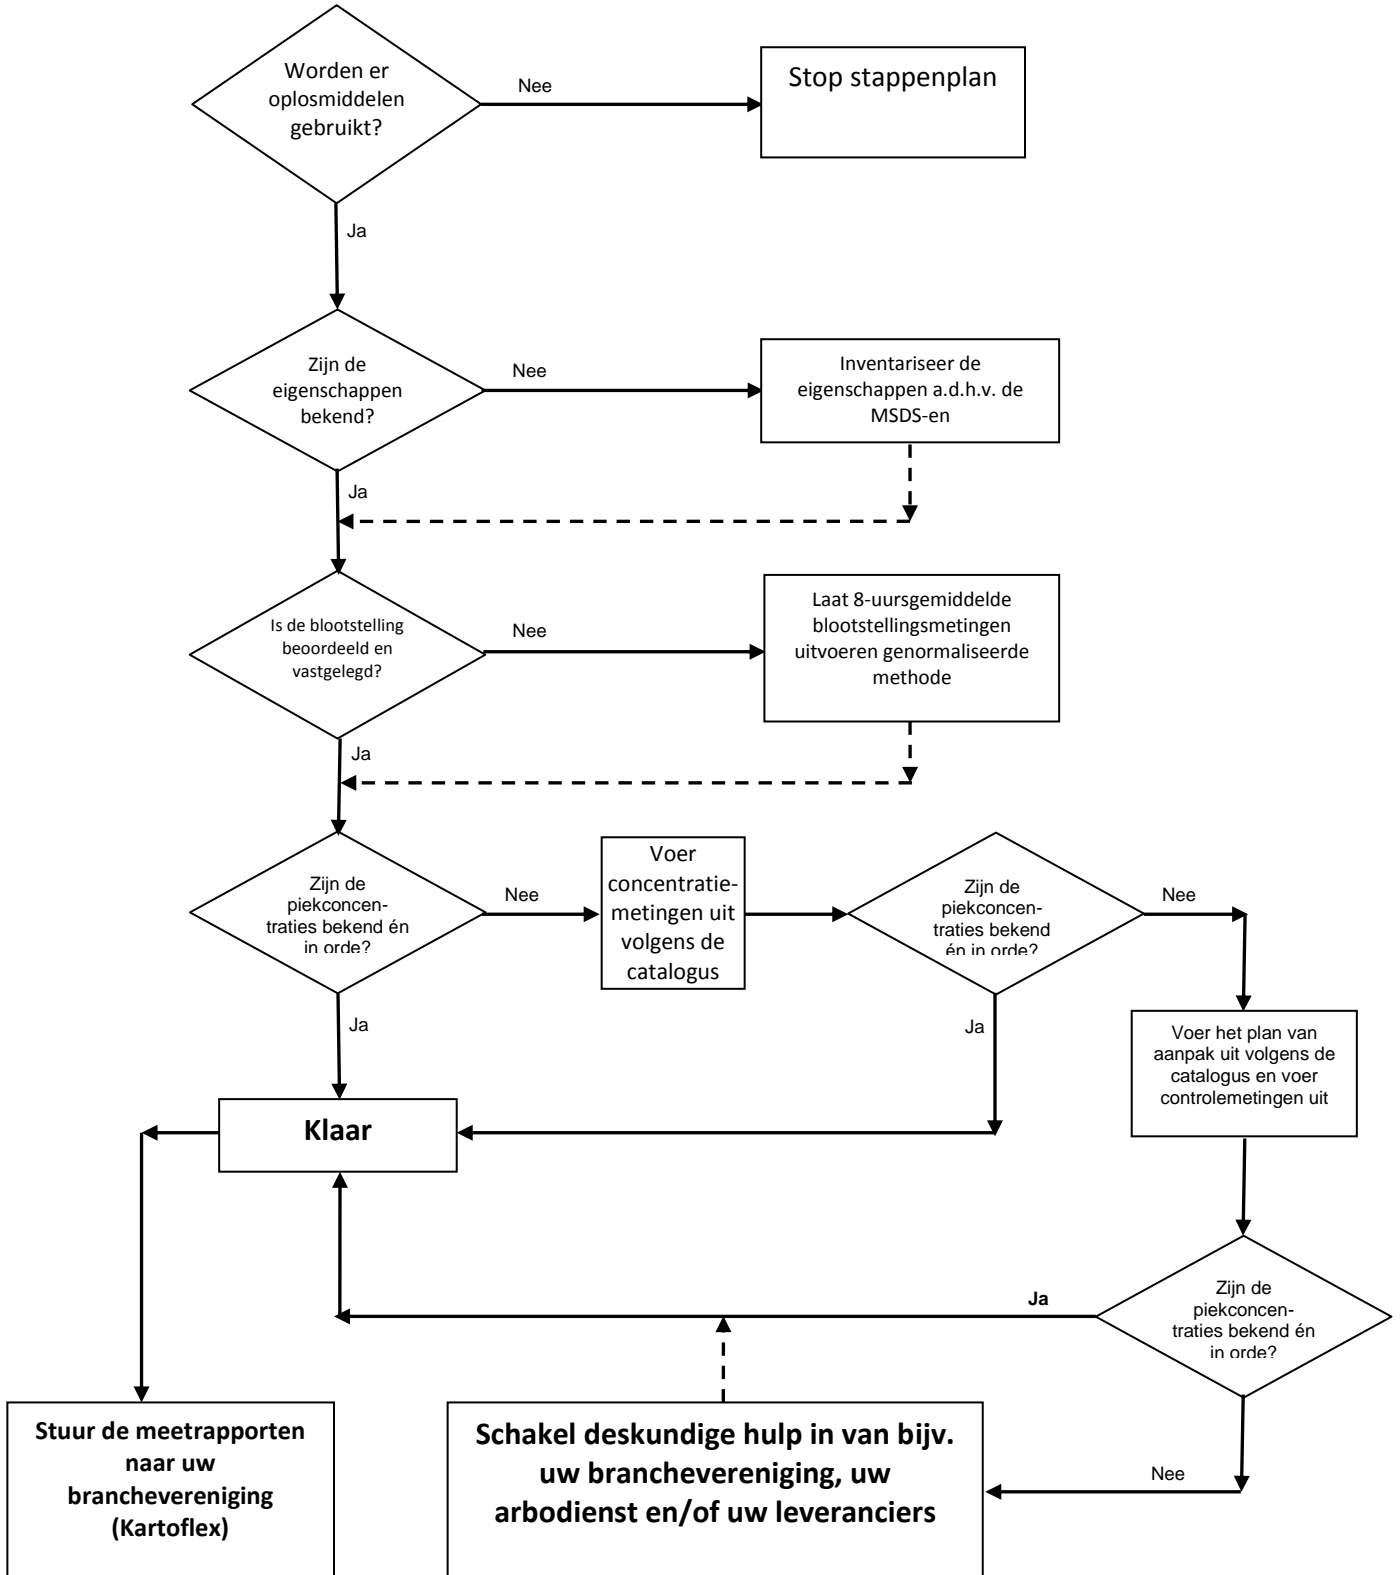 Worden er
oplosmiddelen
gebruikt?
Nee
Stop stappenplan
Ja
Zijn de
eigenschappen
bekend?
Nee
Inventariseer de
eigenschappen a.d.h.v. de
MSDS-en
Ja
Is de blootstelling
beoordeeld en
vastgelegd?
Nee
Laat 8-uursgemiddelde
blootstellingsmetingen
uitvoeren genormaliseerde
methode
Ja
Zijn de
piekconcen-
traties bekend én
in orde?
Nee
Voer
concentratie-
metingen uit
volgens de
catalogus
Zijn de
piekconcen-
traties bekend
én in orde?
Nee
Ja
Ja
Voer het plan van
aanpak uit volgens de
catalogus en voer
controlemetingen uit
Klaar
Zijn de
piekconcen-
traties bekend én
in orde?
Ja
Nee
Stuur de meetrapporten
naar uw
branchevereniging
(Kartoflex)
Schakel deskundige hulp in van bijv.
uw branchevereniging, uw
arbodienst en/of uw leveranciers